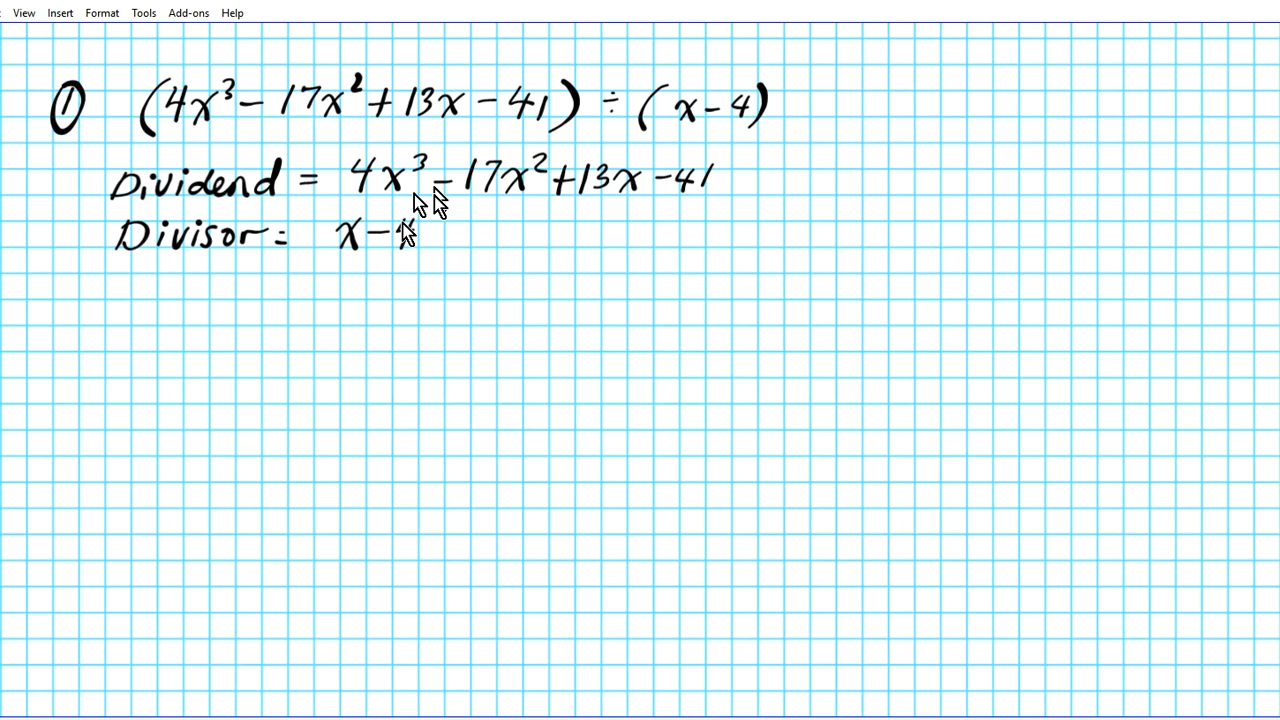 View Insert Format Tools Add-ons Help
① (4x³ - 17x² + 13x - 41) ÷ (x - 4)
Dividend = 4x³ - 17x² + 13x - 41
Divisor = x - 4